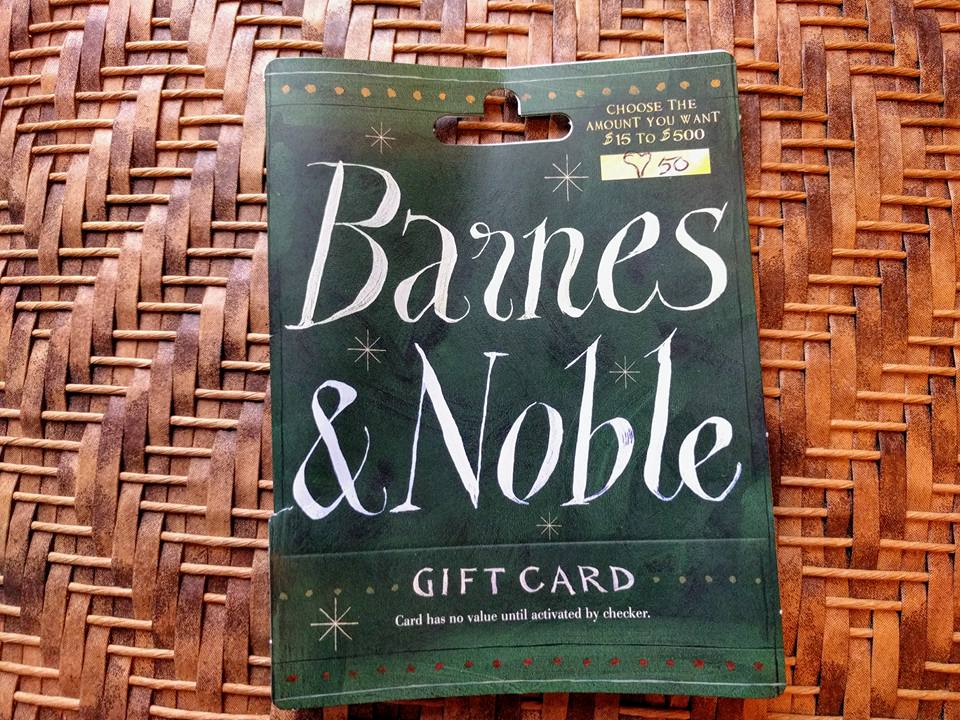 CHOOSE THE
AMOUNT YOU WANT
$15 TO $500
50
Barnes
& Noble
GIFT CARD
Card has no value until activated by checker.